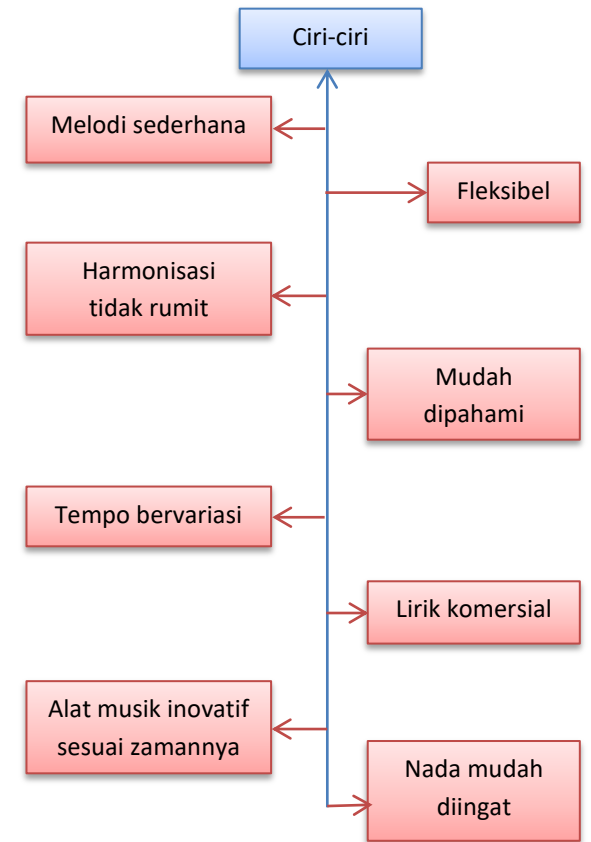 Ciri-ciri
Melodi sederhana
Fleksibel
Harmonisasi
tidak rumit
Mudah
dipahami
Tempo bervariasi
Lirik komersial
Alat musik inovatif
sesuai zamannya
Nada mudah
diingat